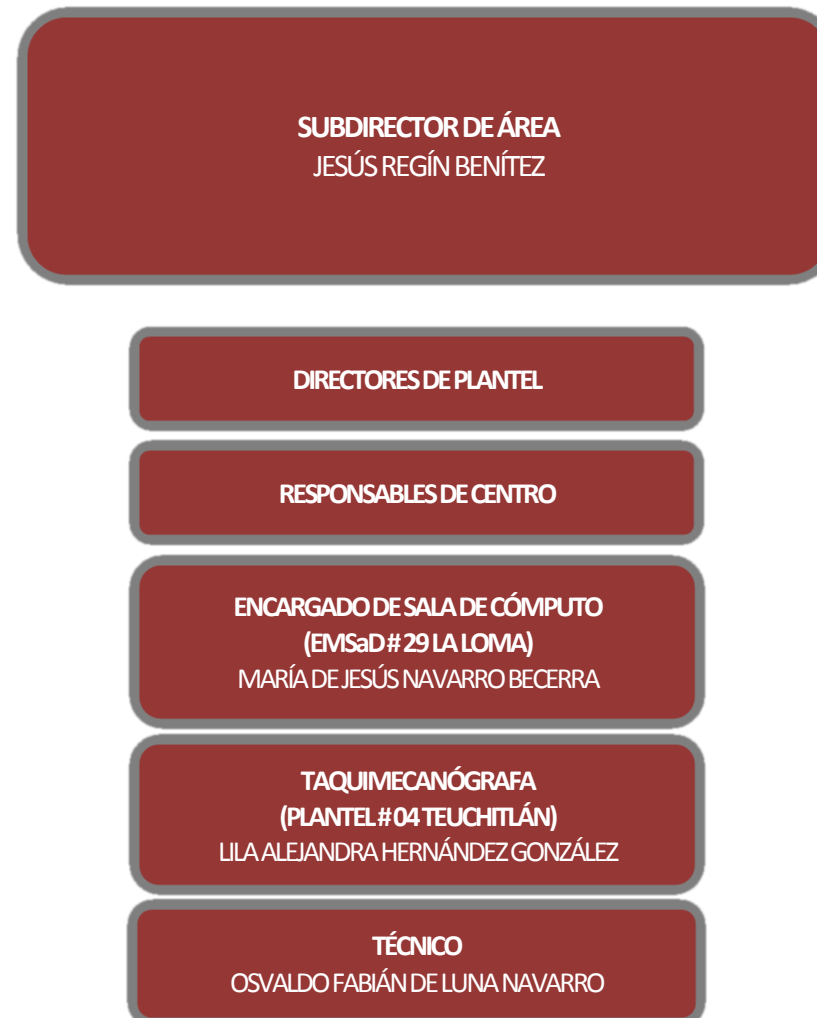 SUBDIRECTOR DE ÁREA
JESÚS REGÍN BENÍTEZ
DIRECTORES DE PLANTEL
RESPONSABLES DE CENTRO
ENCARGADO DE SALA DE CÓMPUTO
(EMSaD # 29 LA LOMA)
MARÍA DE JESÚS NAVARRO BECERRA
TAQUIMECANÓGRAFA
(PLANTEL # 04 TEUCHITLÁN)
LILA ALEJANDRA HERNÁNDEZ GONZÁLEZ
TÉCNICO
OSVALDO FABIÁN DE LUNA NAVARRO